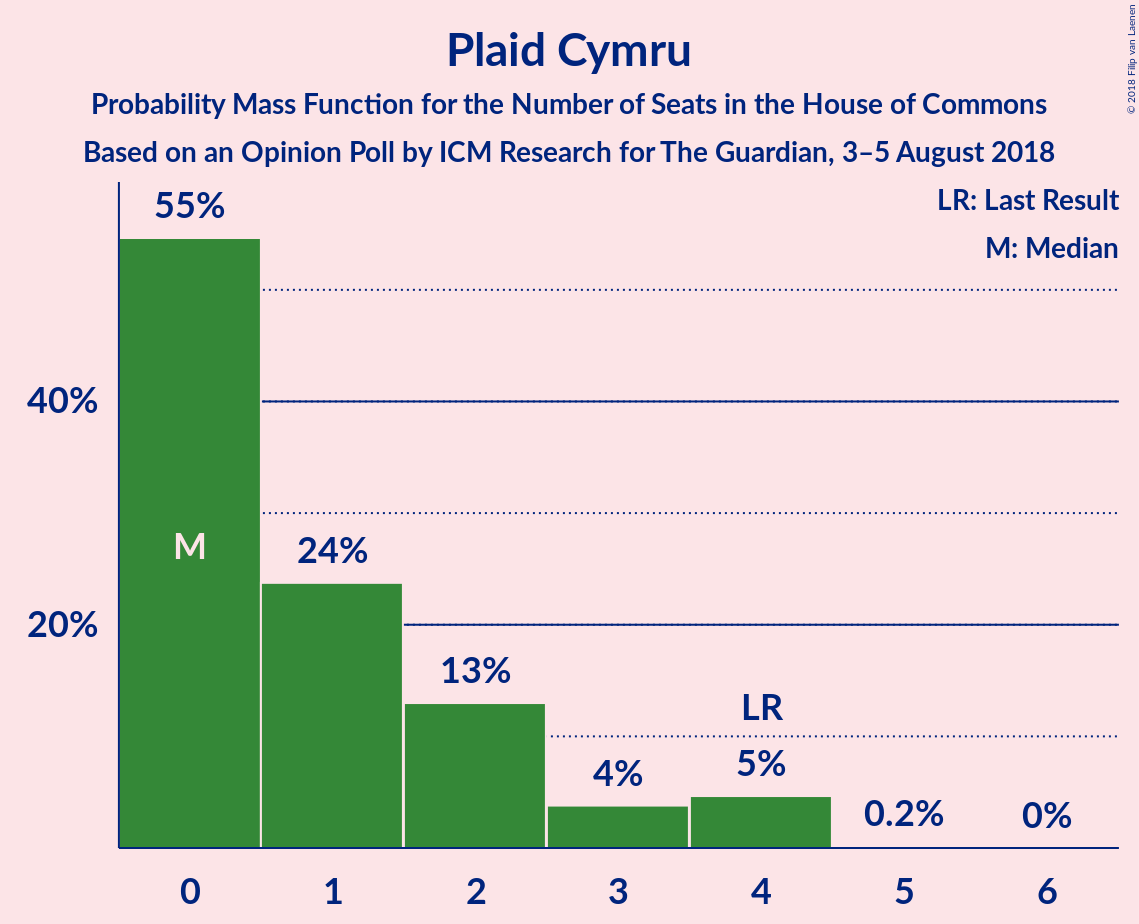 Plaid Cymru
Probability Mass Function for the Number of Seats in the House of Commons
Based on an Opinion Poll by ICM Research for The Guardian, 3–5 August 2018
© 2018 Filip van Laenen
LR: Last Result
M: Median
55%
40%
M
24%
20%
13%
LR
4%
5%
0.2%
0%
0 1 2 3 4 5 6